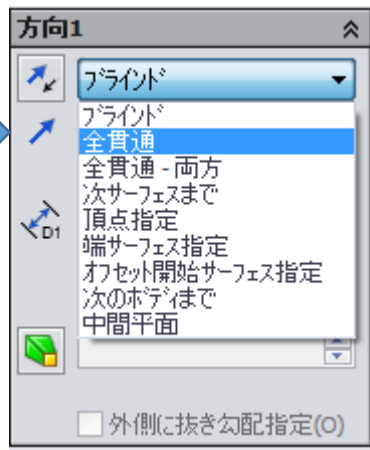 方向1
ブラインド
ブラインド
全貫通
全貫通 - 両方
次サーフェスまで
頂点指定
端サーフェス指定
オフセット開始サーフェス指定
次のボディまで
中間平面
D1
外側に抜き勾配指定(O)